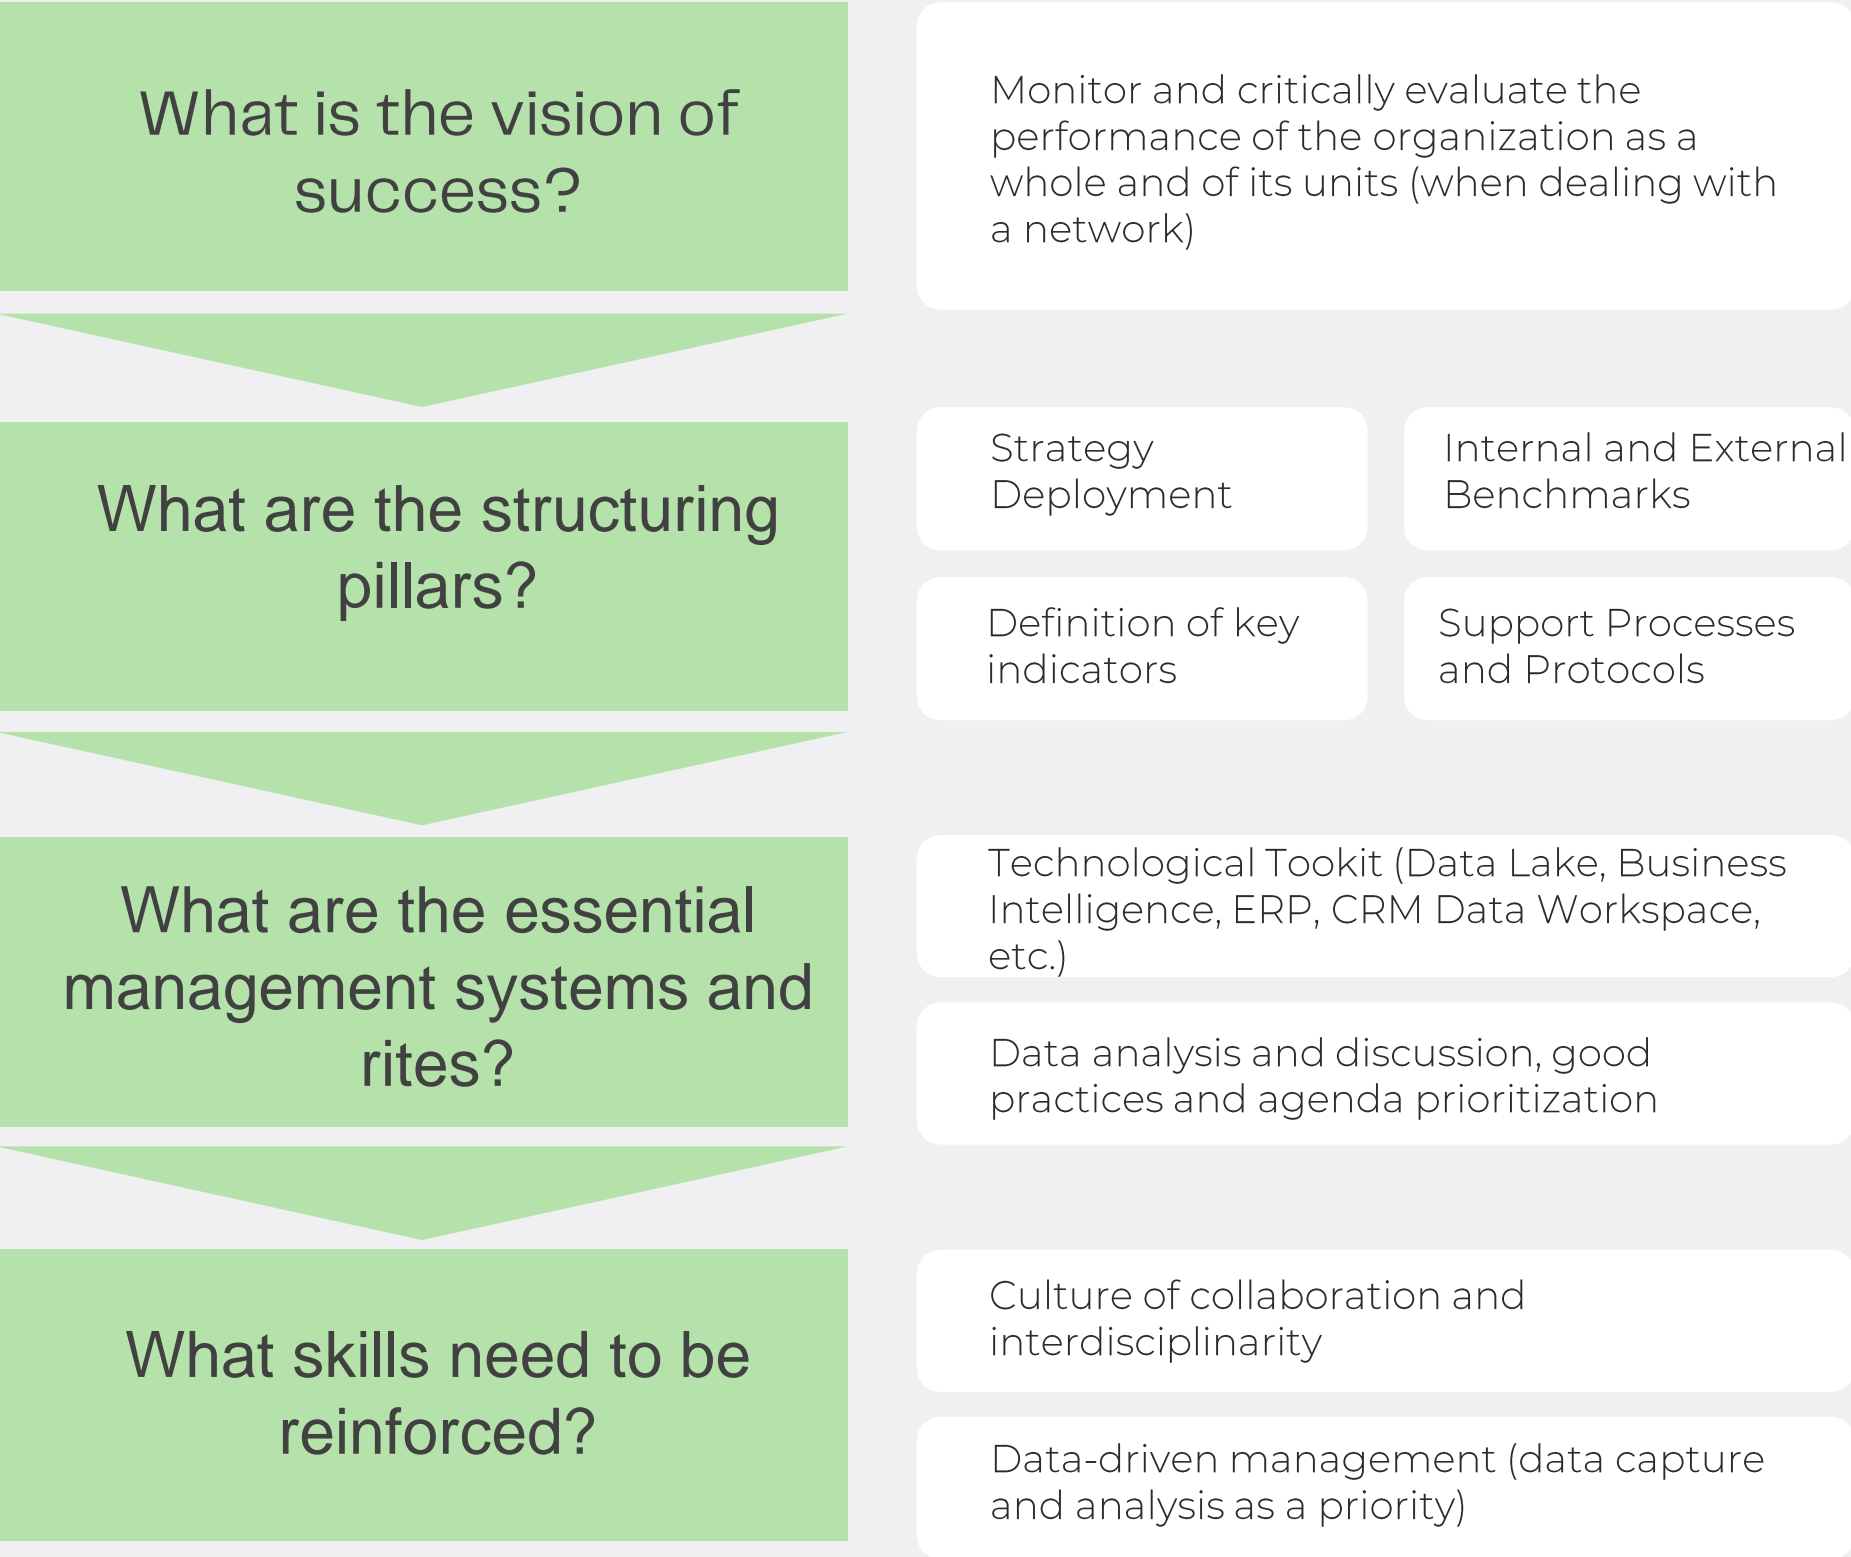 What is the vision of
success?
Monitor and critically evaluate the
performance of the organization as a
whole and of its units (when dealing with
a network)
What are the structuring
pillars?
Strategy
Deployment
Internal and External
Benchmarks
Definition of key
indicators
Support Processes
and Protocols
What are the essential
management systems and
rites?
Technological Tookit (Data Lake, Business
Intelligence, ERP, CRM Data Workspace,
etc.)
Data analysis and discussion, good
practices and agenda prioritization
What skills need to be
reinforced?
Culture of collaboration and
interdisciplinarity
Data-driven management (data capture
and analysis as a priority)